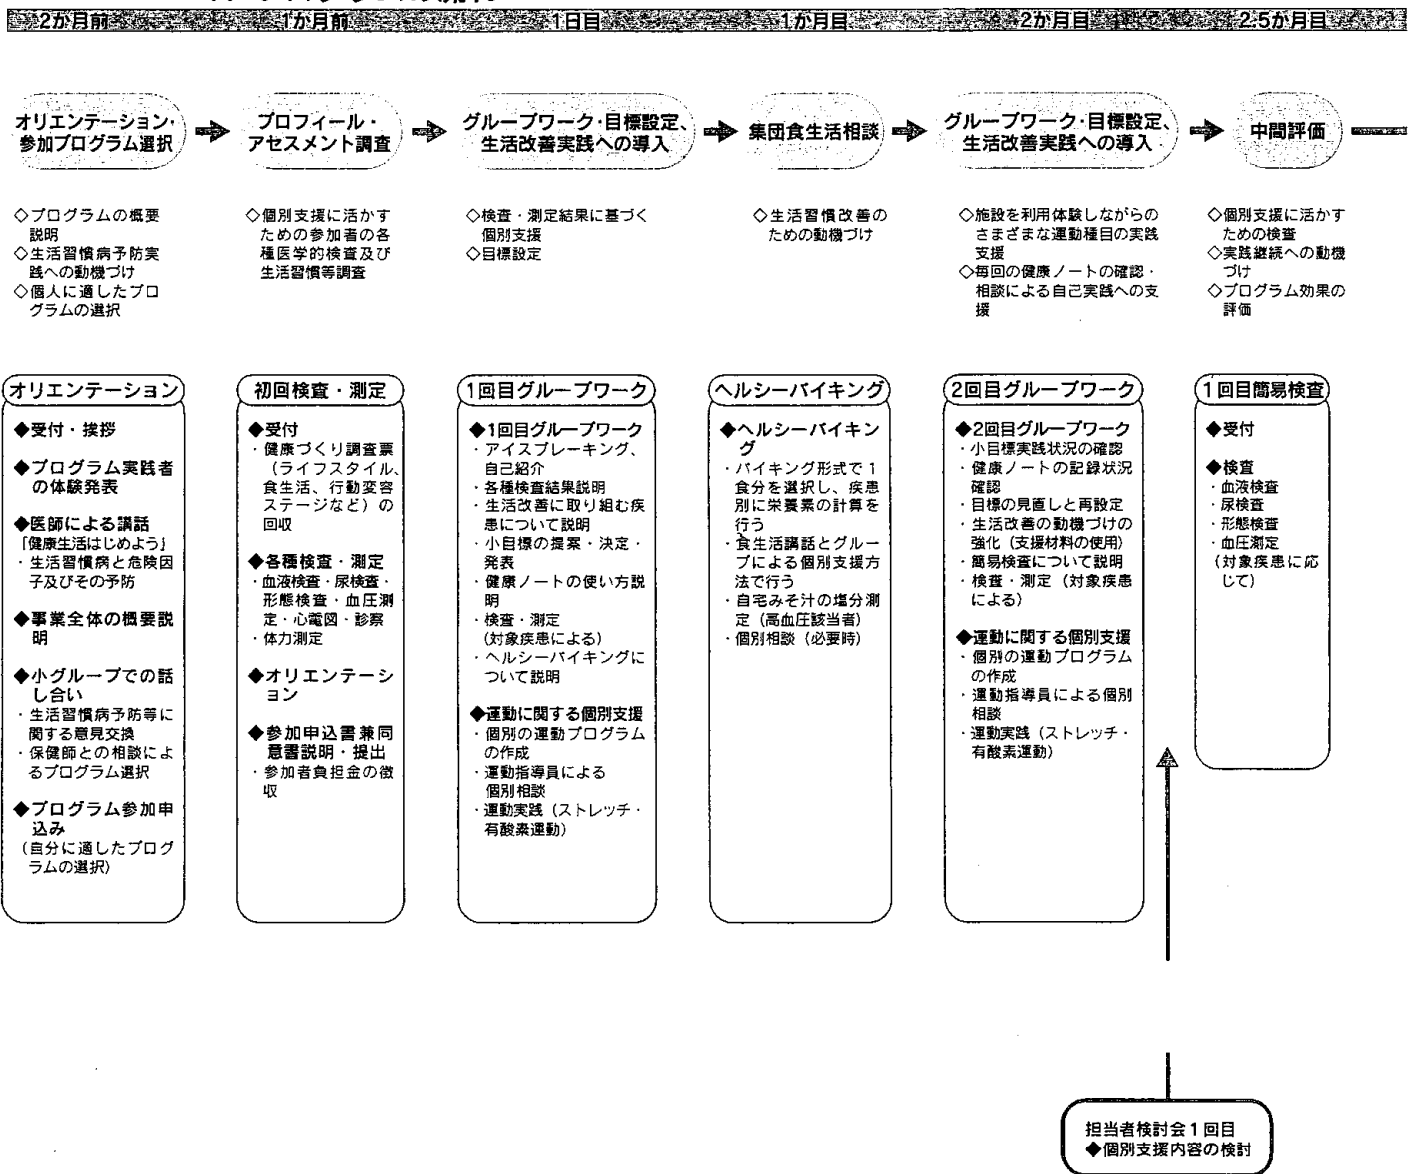 2か月前
1か月前
1日目
1か月目
2か月目
2.5か月目
オリエンテーション・
参加プログラム選択
プロフィール・
アセスメント調査
グループワーク・目標設定、
生活改善実践への導入
集団食生活相談
グループワーク・目標設定、
生活改善実践への導入
中間評価
◇プログラムの概要
説明
◇生活習慣病予防実
践への動機づけ
◇個人に適したプロ
グラムの選択
◇個別支援に活かす
ための参加者の各
種医学的検査及び
生活習慣等調査
◇検査・測定結果に基づく
個別支援
◇目標設定
◇生活習慣改善の
ための動機づけ
◇施設を利用体験しながらの
さまざまな運動種目の実践
支援
◇毎回の健康ノートの確認・
相談による自己実践への支
援
◇個別支援に活かす
ための検査
◇実践継続への動機
づけ
◇プログラム効果の
評価
オリエンテーション
◆受付・挨拶
◆プログラム実践者
の体験発表
◆医師による講話
「健康生活はじめよう」
・生活習慣病と危険因
子及びその予防
◆事業全体の概要説
明
◆小グループでの話
し合い
・生活習慣病予防等に
関する意見交換
・保健師との相談によ
るプログラム選択
◆プログラム参加申
込み
（自分に適したプログ
ラムの選択）
初回検査・測定
◆受付
・健康づくり調査票
（ライフスタイル、
食生活、行動変容
ステージなど）の
回収
◆各種検査・測定
・血液検査・尿検査・
形態検査・血圧測
定・心電図・診察
・体力測定
◆オリエンテーシ
ョン
◆参加申込書兼同
意書説明・提出
・参加者負担金の徴
収
1回目グループワーク
◆1回目グループワーク
・アイスブレーキング、
自己紹介
・各種検査結果説明
・生活改善に取り組む疾
患について説明
・小目標の提案・決定・
発表
・健康ノートの使い方説
明
・検査・測定
（対象疾患による）
・ヘルシーバイキングに
ついて説明
◆運動に関する個別支援
・個別の運動プログラム
の作成
・運動指導員による
個別相談
・運動実践（ストレッチ・
有酸素運動）
ヘルシーバイキング
◆ヘルシーバイキン
グ
・バイキング形式で１
食分を選択し、疾患
別に栄養素の計算を
行う
・食生活講話とグルー
プによる個別支援方
法で行う
・自宅みそ汁の塩分測
定（高血圧該当者）
・個別相談（必要時）
2回目グループワーク
◆2回目グループワーク
・小目標実践状況の確認
・健康ノートの記録状況
確認
・目標の見直しと再設定
・生活改善の動機づけの
強化（支援材料の使用）
・簡易検査について説明
・検査・測定（対象疾患
による）
◆運動に関する個別支援
・個別の運動プログラム
の作成
・運動指導員による個別
相談
・運動実践（ストレッチ・
有酸素運動）
1回目簡易検査
◆受付
◆検査
・血液検査
・尿検査
・形態検査
・血圧測定
（対象疾患に応
じて）
担当者検討会１回目
◆個別支援内容の検討